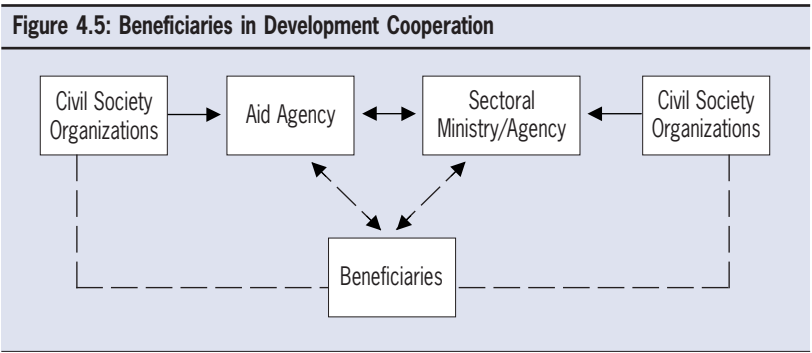 Figure 4.5: Beneficiaries in Development Cooperation
Civil Society
Organizations
Aid Agency
Sectoral
Ministry/Agency
Civil Society
Organizations
Beneficiaries